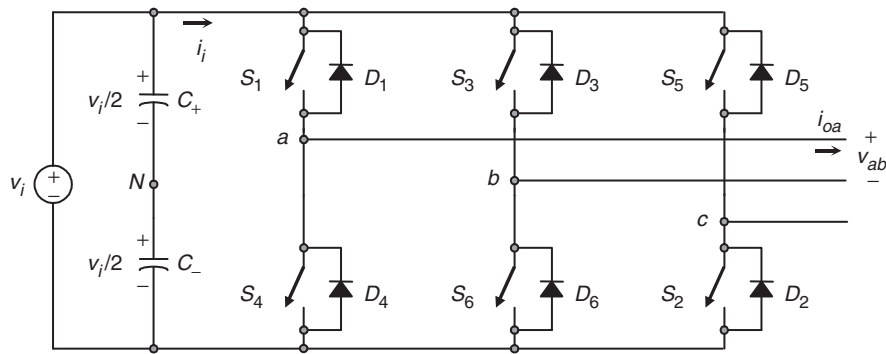 +
v_i/2 C_+
−
i_i
S_1 D_1
S_3 D_3
S_5 D_5
a
i_oa
+
v_ab
−
b
v_i
+
−
N
c
+
v_i/2 C_−
−
S_4 D_4
S_6 D_6
S_2 D_2